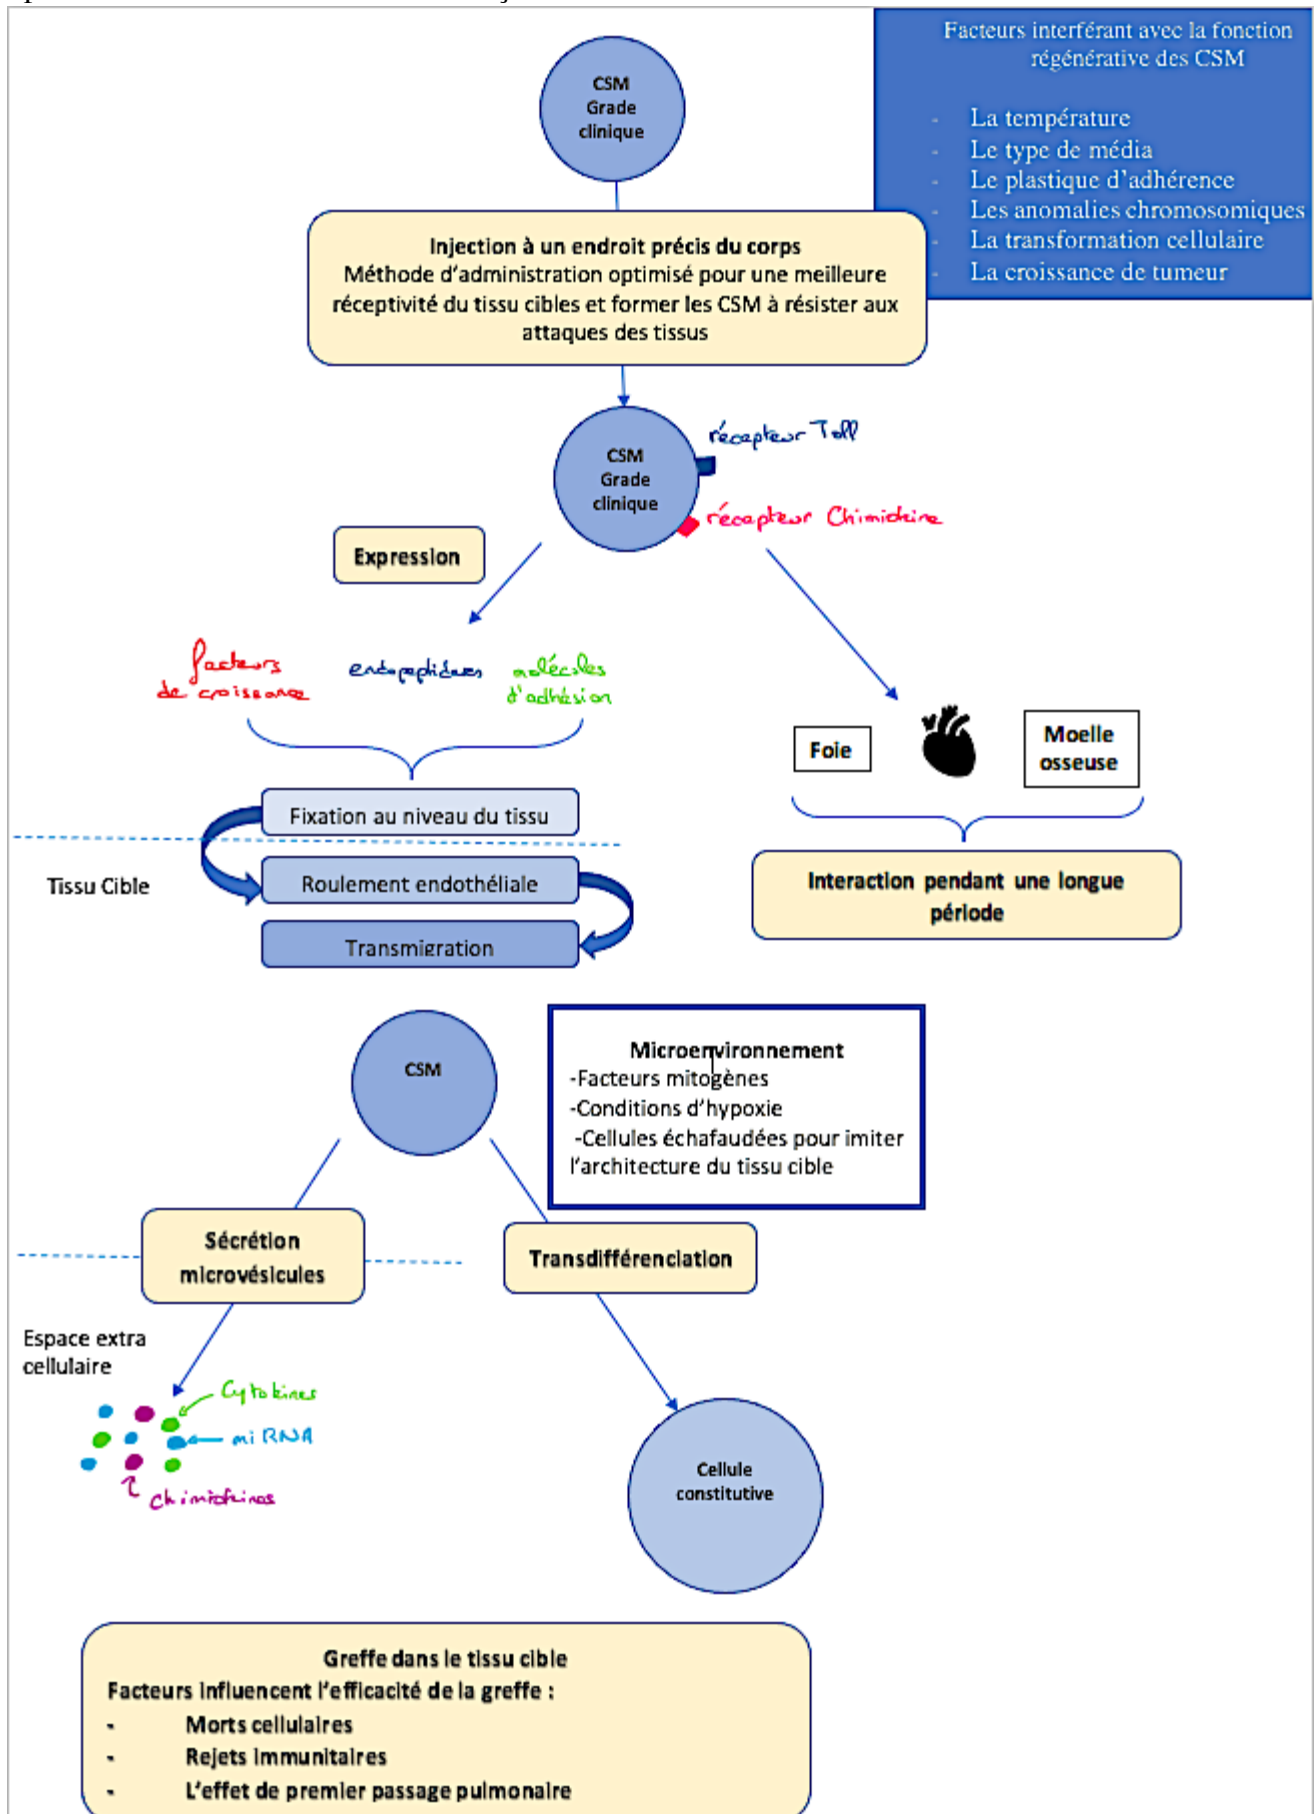 Facteurs interférant avec la fonction
régénérative des CSM
- La température
- Le type de média
- Le plastique d'adhérence
- Les anomalies chromosomiques
- La transformation cellulaire
- La croissance de tumeur
CSM
Grade
clinique
Injection à un endroit précis du corps
Méthode d'administration optimisé pour une meilleure
réceptivité du tissu cibles et former les CSM à résister aux
attaques des tissus
CSM
Grade
clinique
récepteur Toll
récepteur Chimiokine
Expression
facteurs
de croissance
endopeptidases
molécules
d'adhésion
Foie
Moelle
osseuse
Fixation au niveau du tissu
Tissu Cible
Roulement endothéliale
Transmigration
Interaction pendant une longue
période
CSM
Microenvironnement
-Facteurs mitogènes
-Conditions d'hypoxie
-Cellules échafaudées pour imiter
l'architecture du tissu cible
Sécrétion
microvésicules
Transdifférenciation
Espace extra
cellulaire
Cytokines
miRNA
Chimiokines
Cellule
constitutive
Greffe dans le tissu cible
Facteurs influencent l'efficacité de la greffe :
- Morts cellulaires
- Rejets immunitaires
- L'effet de premier passage pulmonaire